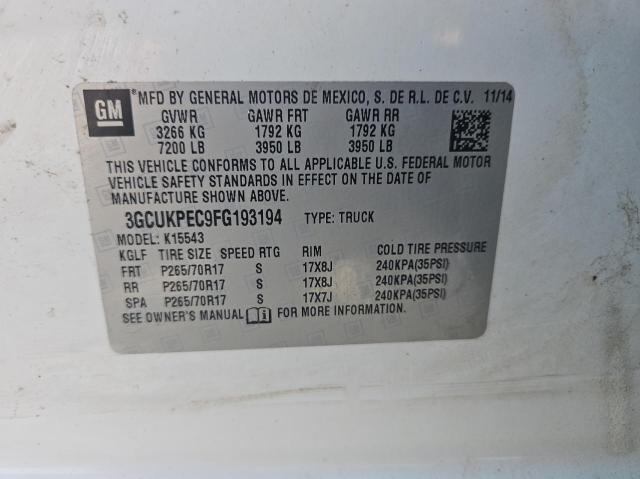 GM
MFD BY GENERAL MOTORS DE MEXICO, S. DE R.L. DE C.V. 11/14
GVWR GAWR FRT GAWR RR
3266 KG 1792 KG 1792 KG
7200 LB 3950 LB 3950 LB
THIS VEHICLE CONFORMS TO ALL APPLICABLE U.S. FEDERAL MOTOR
VEHICLE SAFETY STANDARDS IN EFFECT ON THE DATE OF
MANUFACTURE SHOWN ABOVE.
3GCUKPEC9FG193194 TYPE: TRUCK
MODEL: K15543
KGLF TIRE SIZE SPEED RTG RIM COLD TIRE PRESSURE
FRT P265/70R17 S 17X8J 240KPA(35PSI)
RR P265/70R17 S 17X8J 240KPA(35PSI)
SPA P265/70R17 S 17X7J 240KPA(35PSI)
SEE OWNER'S MANUAL FOR MORE INFORMATION.